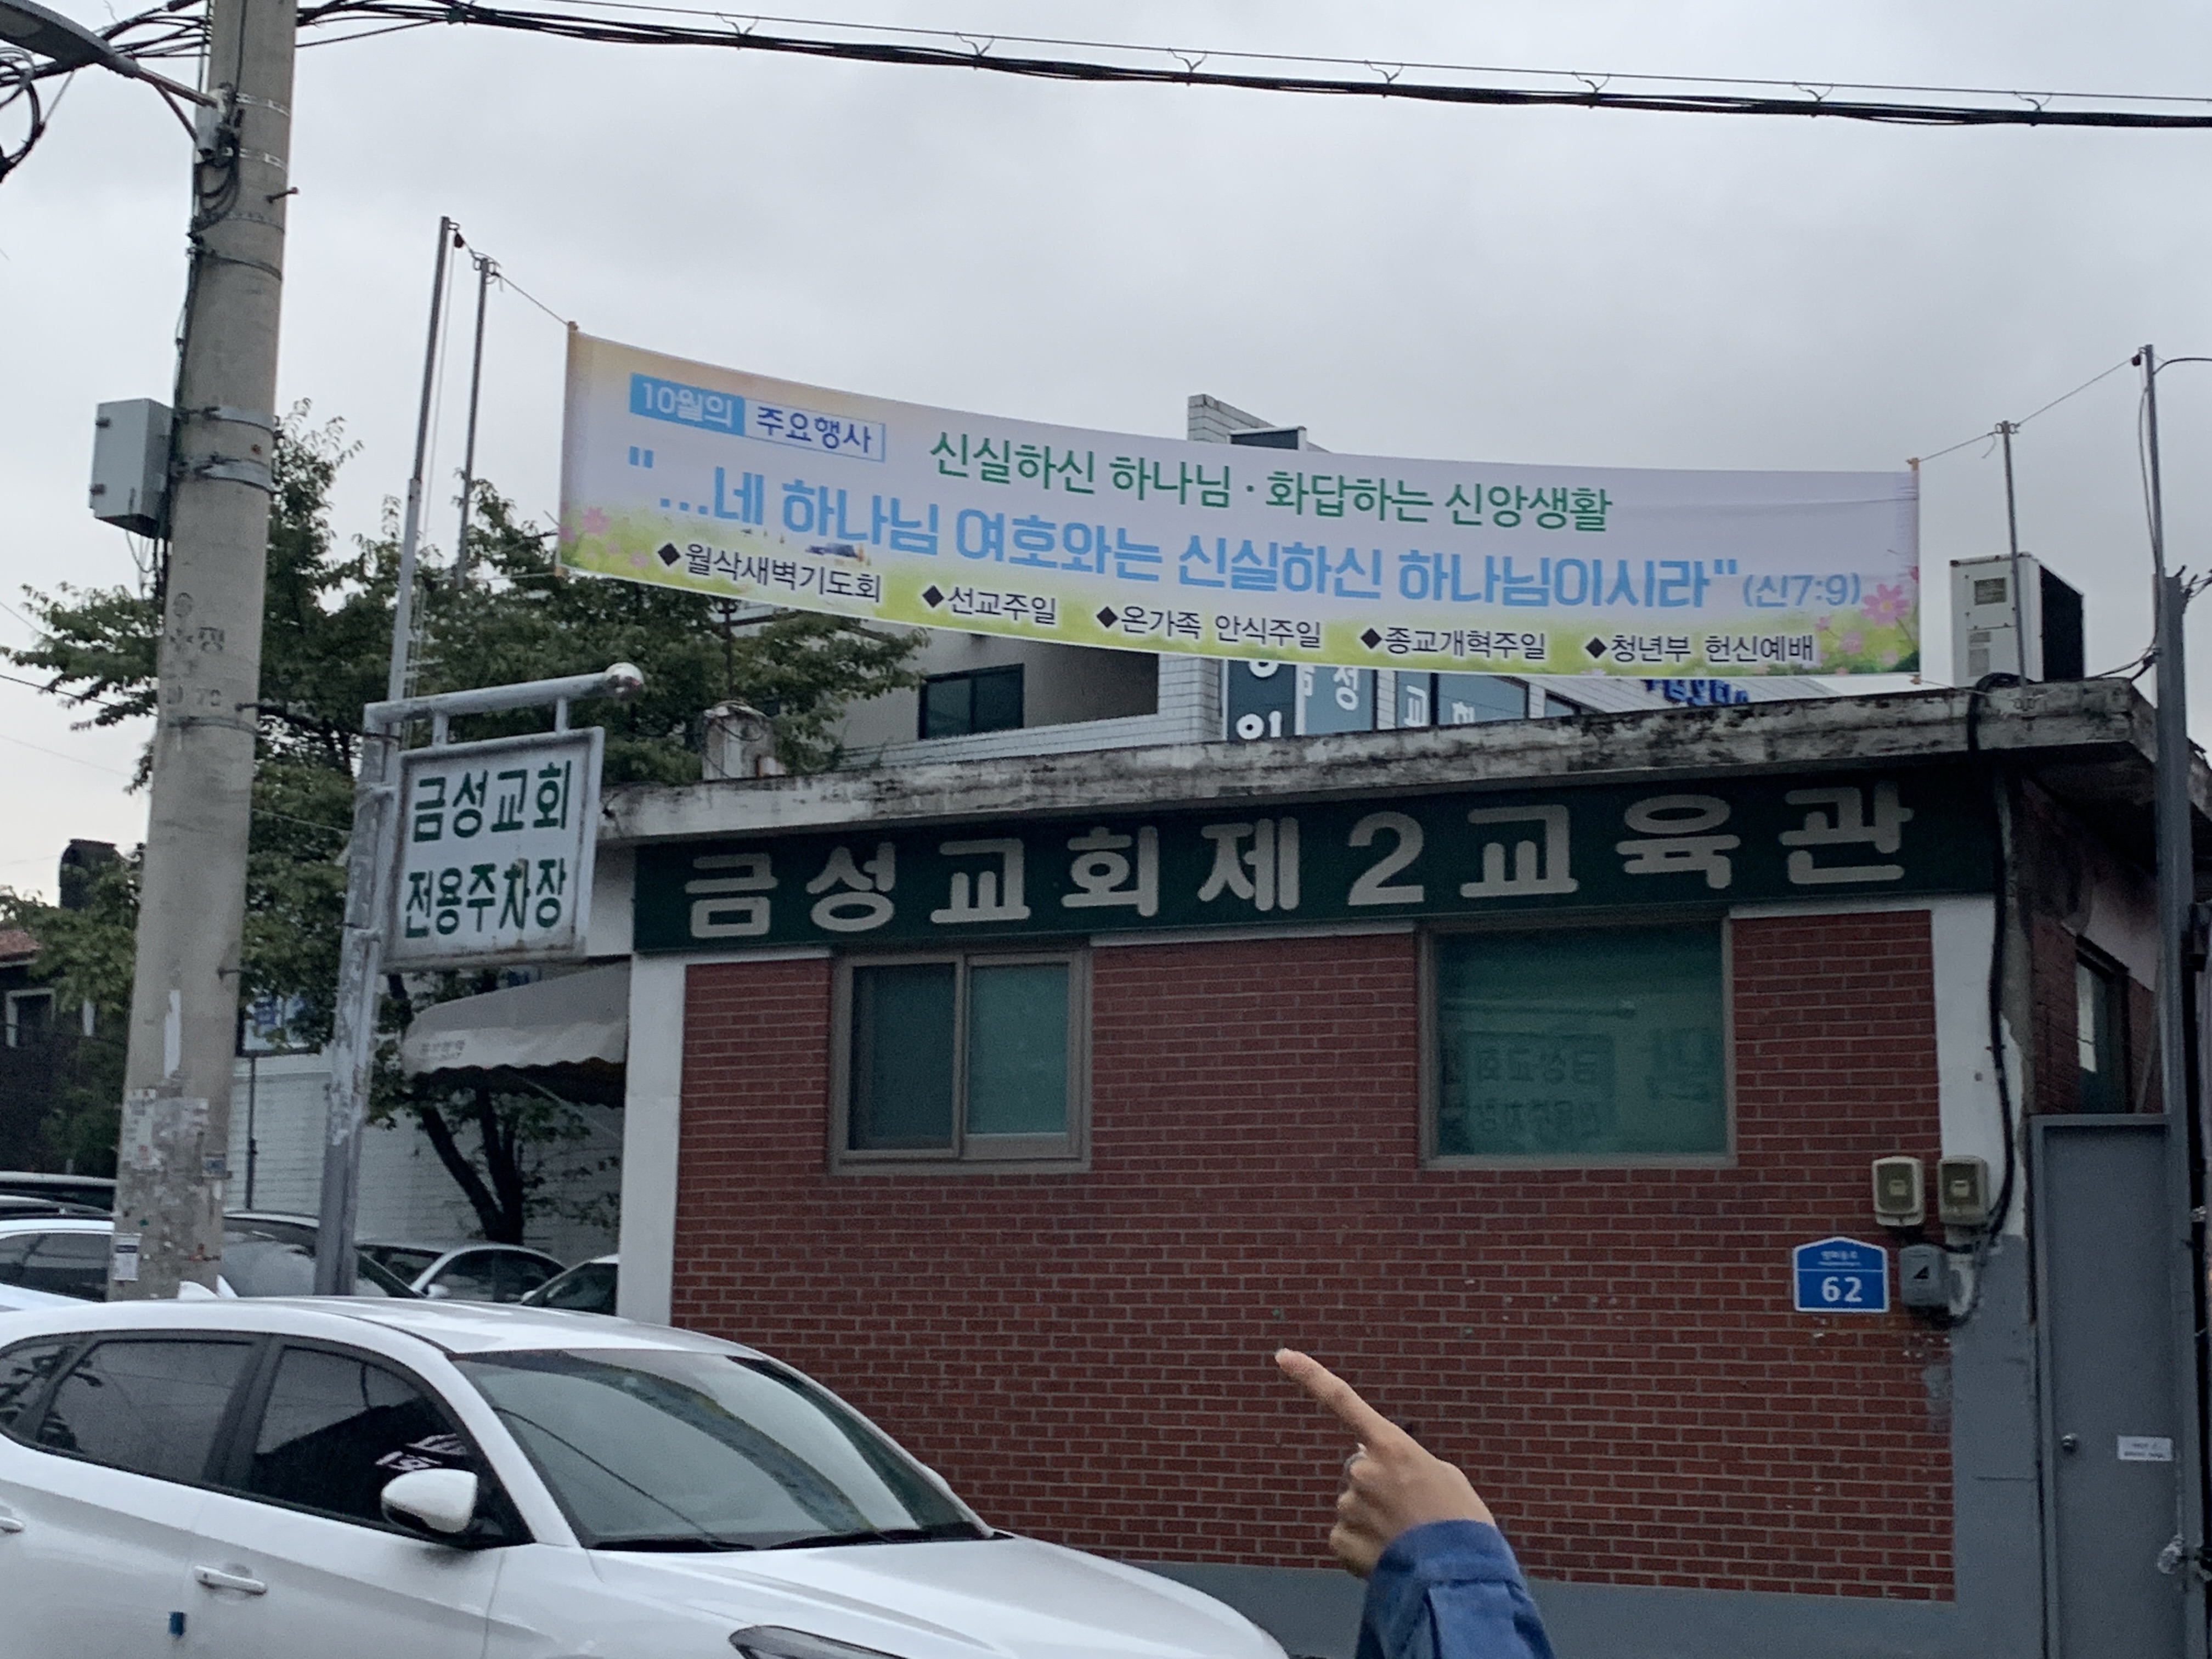 10월의 주요행사
신실하신 하나님 · 화답하는 신앙생활
"...네 하나님 여호와는 신실하신 하나님이시라" (신7:9)
◆월삭새벽기도회 ◆선교주일 ◆온가족 안식주일 ◆종교개혁주일 ◆청년부 헌신예배
금성교회
전용주차장
금성교회제2교육관
62